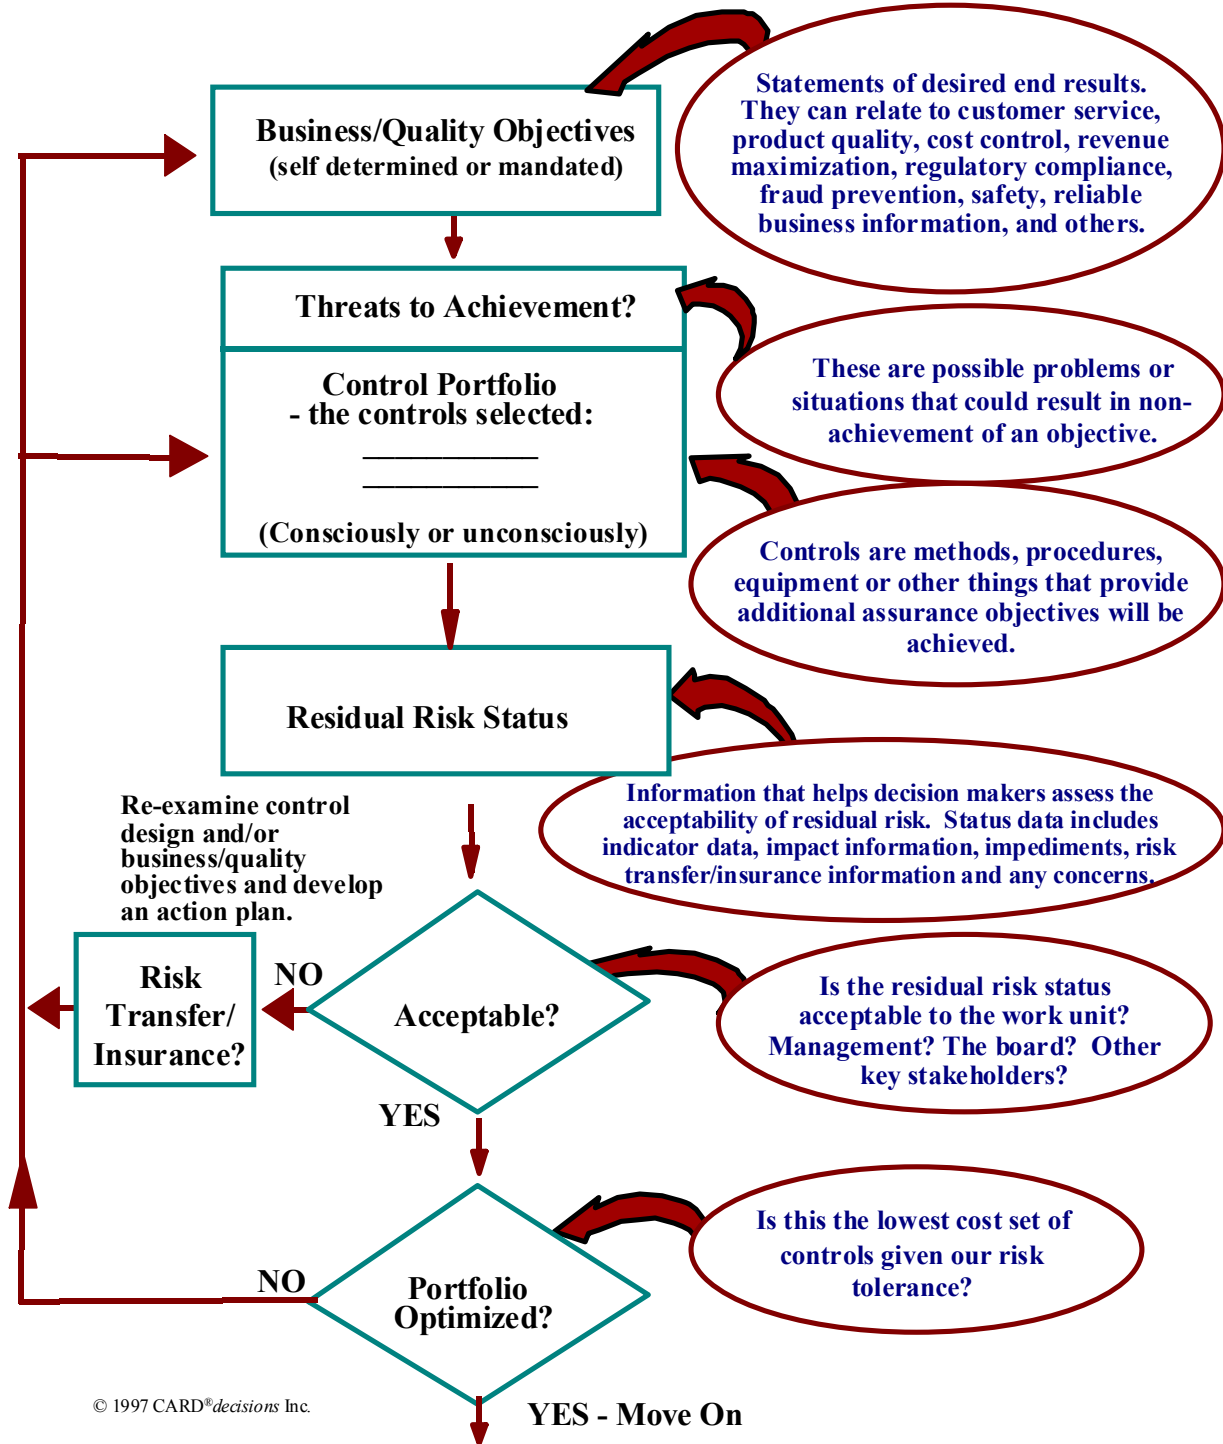 Statements of desired end results.
They can relate to customer service,
product quality, cost control, revenue
maximization, regulatory compliance,
fraud prevention, safety, reliable
business information, and others.
Business/Quality Objectives
(self determined or mandated)
Threats to Achievement?
These are possible problems or
situations that could result in non-
achievement of an objective.
Control Portfolio
- the controls selected:
____________
____________
(Consciously or unconsciously)
Controls are methods, procedures,
equipment or other things that provide
additional assurance objectives will be
achieved.
Residual Risk Status
Information that helps decision makers assess the
acceptability of residual risk. Status data includes
indicator data, impact information, impediments, risk
transfer/insurance information and any concerns.
Re-examine control
design and/or
business/quality
objectives and develop
an action plan.
Risk
Transfer/
Insurance?
NO
Acceptable?
Is the residual risk status
acceptable to the work unit?
Management? The board? Other
key stakeholders?
YES
Is this the lowest cost set of
controls given our risk
tolerance?
NO
Portfolio
Optimized?
© 1997 CARD®decisions Inc.
YES - Move On